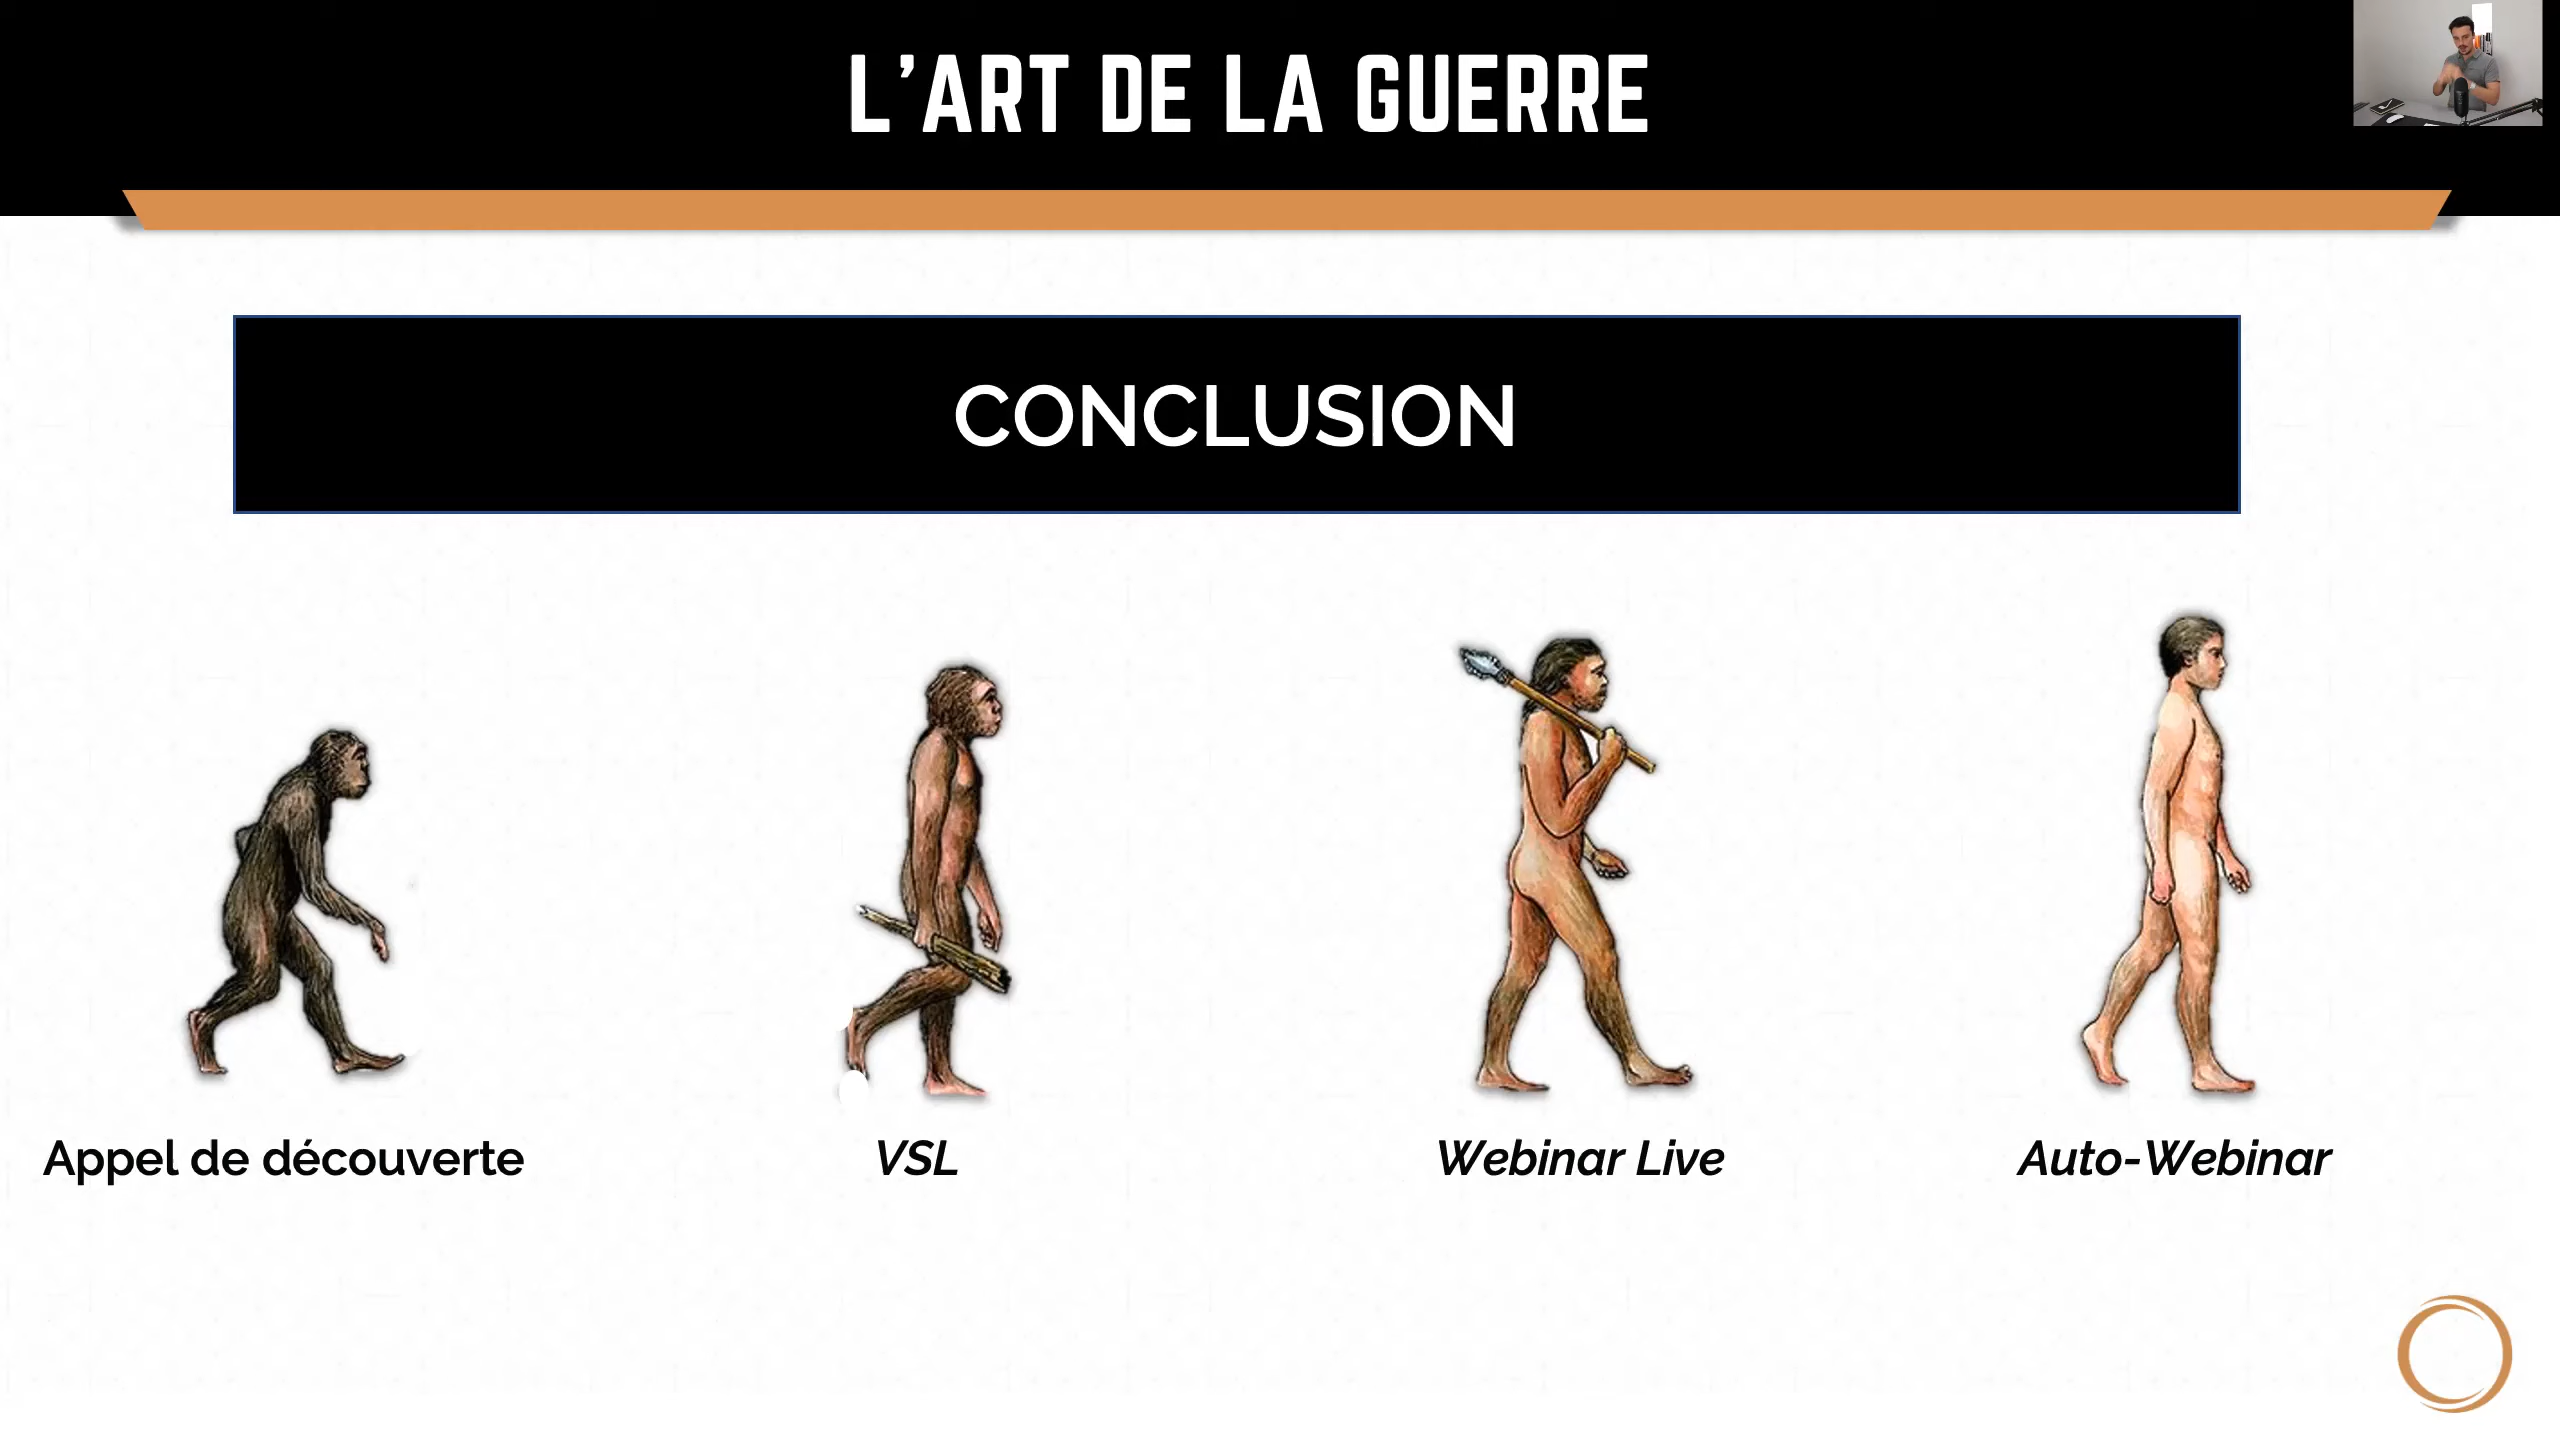 L'ART DE LA GUERRE
CONCLUSION
Appel de découverte
VSL
Webinar Live
Auto-Webinar